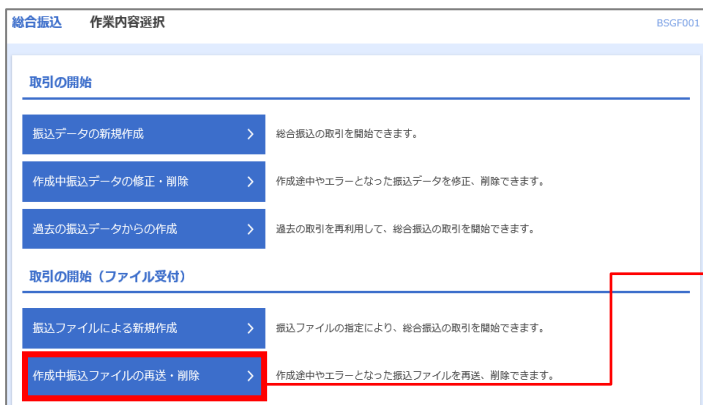 総合振込 作業内容選択 BSGF001
取引の開始
振込データの新規作成 総合振込の取引を開始できます。
作成中振込データの修正・削除 作成途中やエラーとなった振込データを修正、削除できます。
過去の振込データからの作成 過去の取引を再利用して、総合振込の取引を開始できます。
取引の開始（ファイル受付）
振込ファイルによる新規作成 振込ファイルの指定により、総合振込の取引を開始できます。
作成中振込ファイルの再送・削除 作成途中やエラーとなった振込ファイルを再送、削除できます。